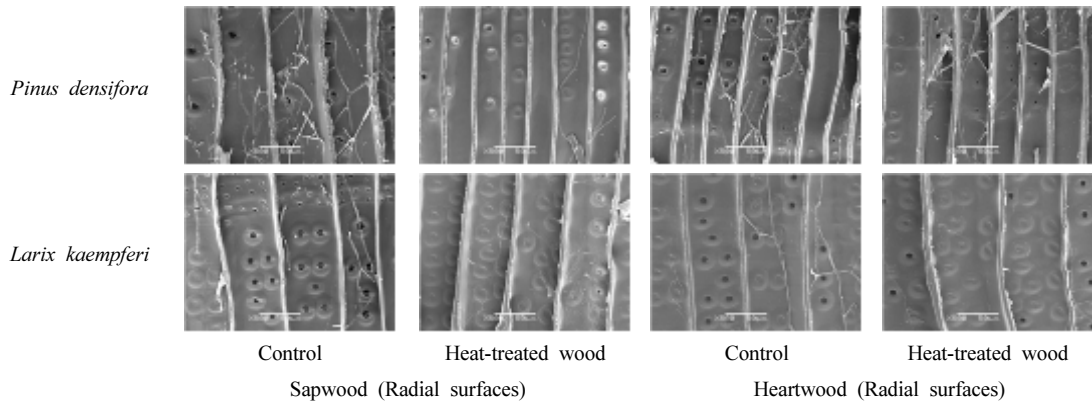 Pinus densifora
Larix kaempferi
Control Heat-treated wood Control Heat-treated wood
Sapwood (Radial surfaces) Heartwood (Radial surfaces)